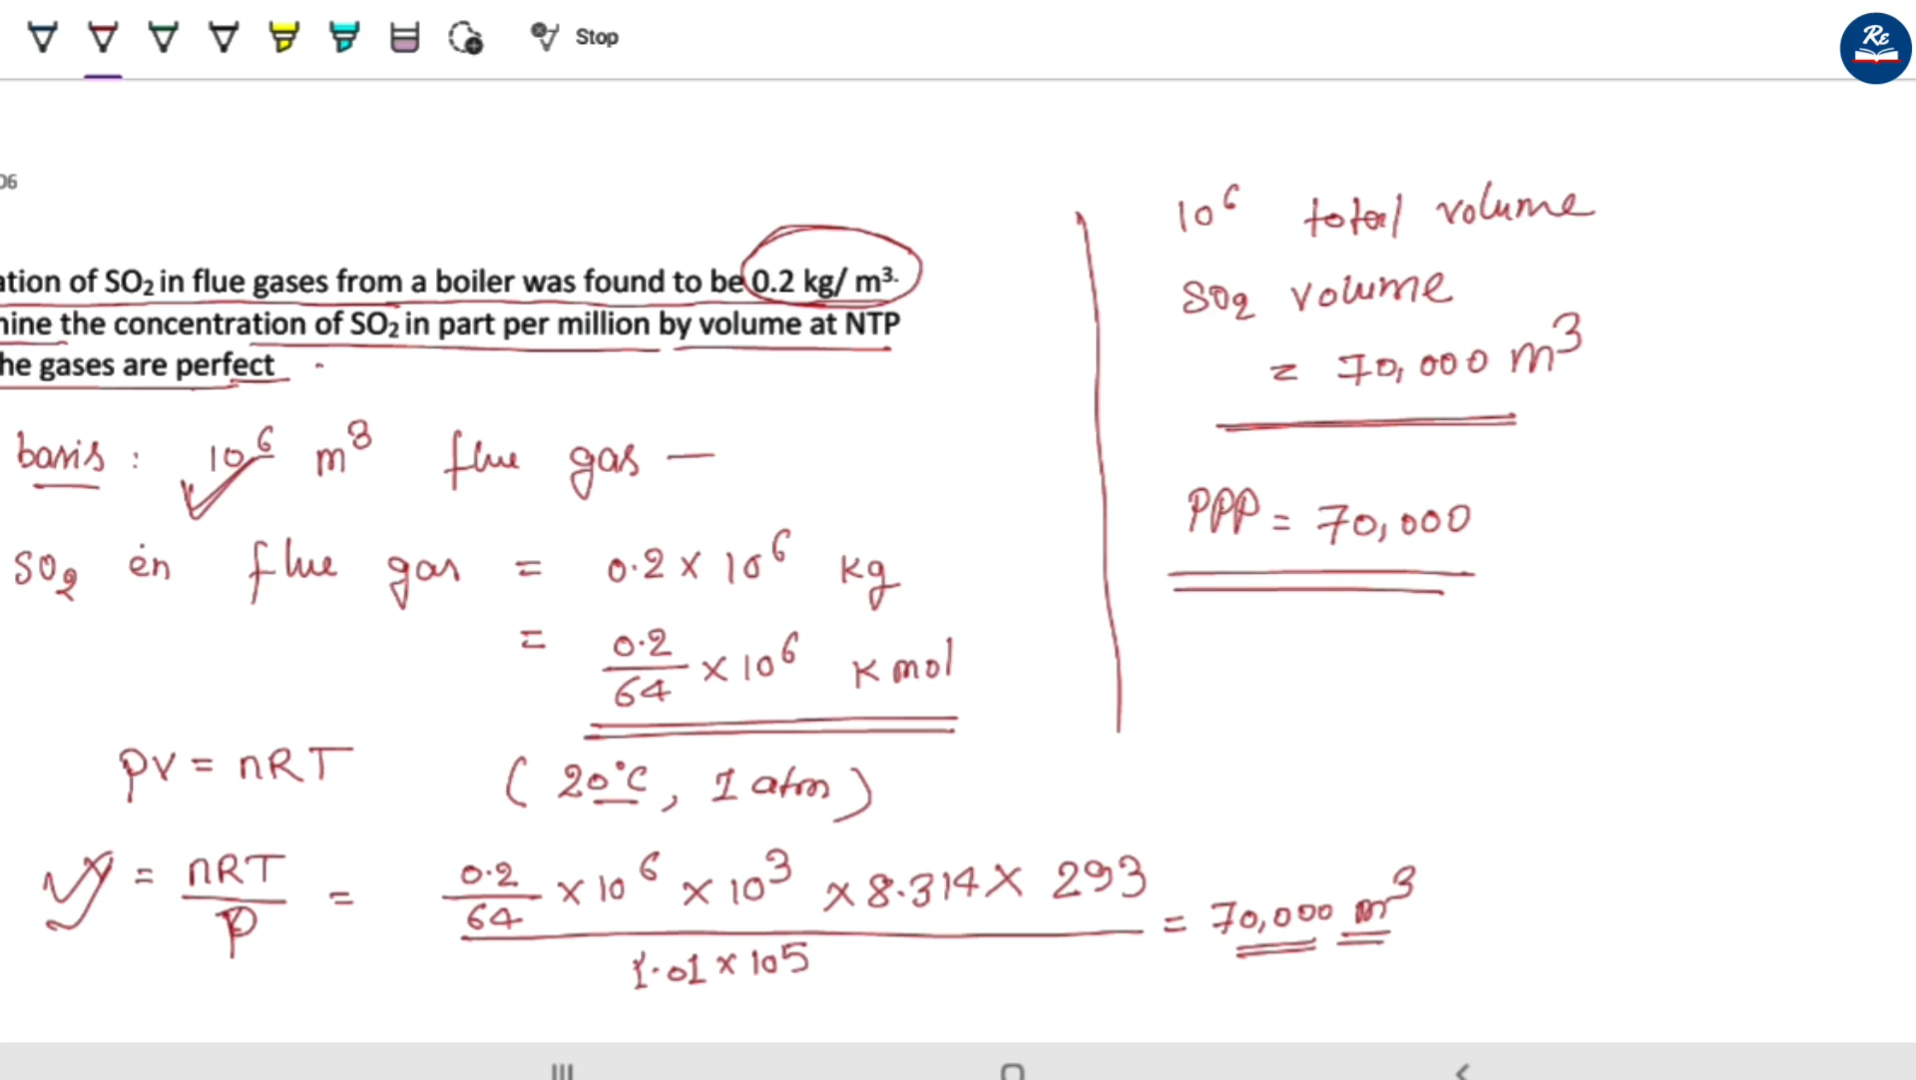 Stop
RE
06
ation of SO₂ in flue gases from a boiler was found to be 0.2 kg/ m³.
nine the concentration of SO₂ in part per million by volume at NTP
he gases are perfect
basis : 10⁶ m³ flue gas —
SO₂ in flue gas = 0.2 × 10⁶ kg
= 0.2/64 × 10⁶ Kmol
PV = nRT (20°C, 1 atm)
V = nRT/P = (0.2/64 × 10⁶ × 10³ × 8.314 × 293)/(1.01 × 10⁵) = 70,000 m³
10⁶ total volume
SO₂ volume
= 70,000 m³
PPP = 70,000